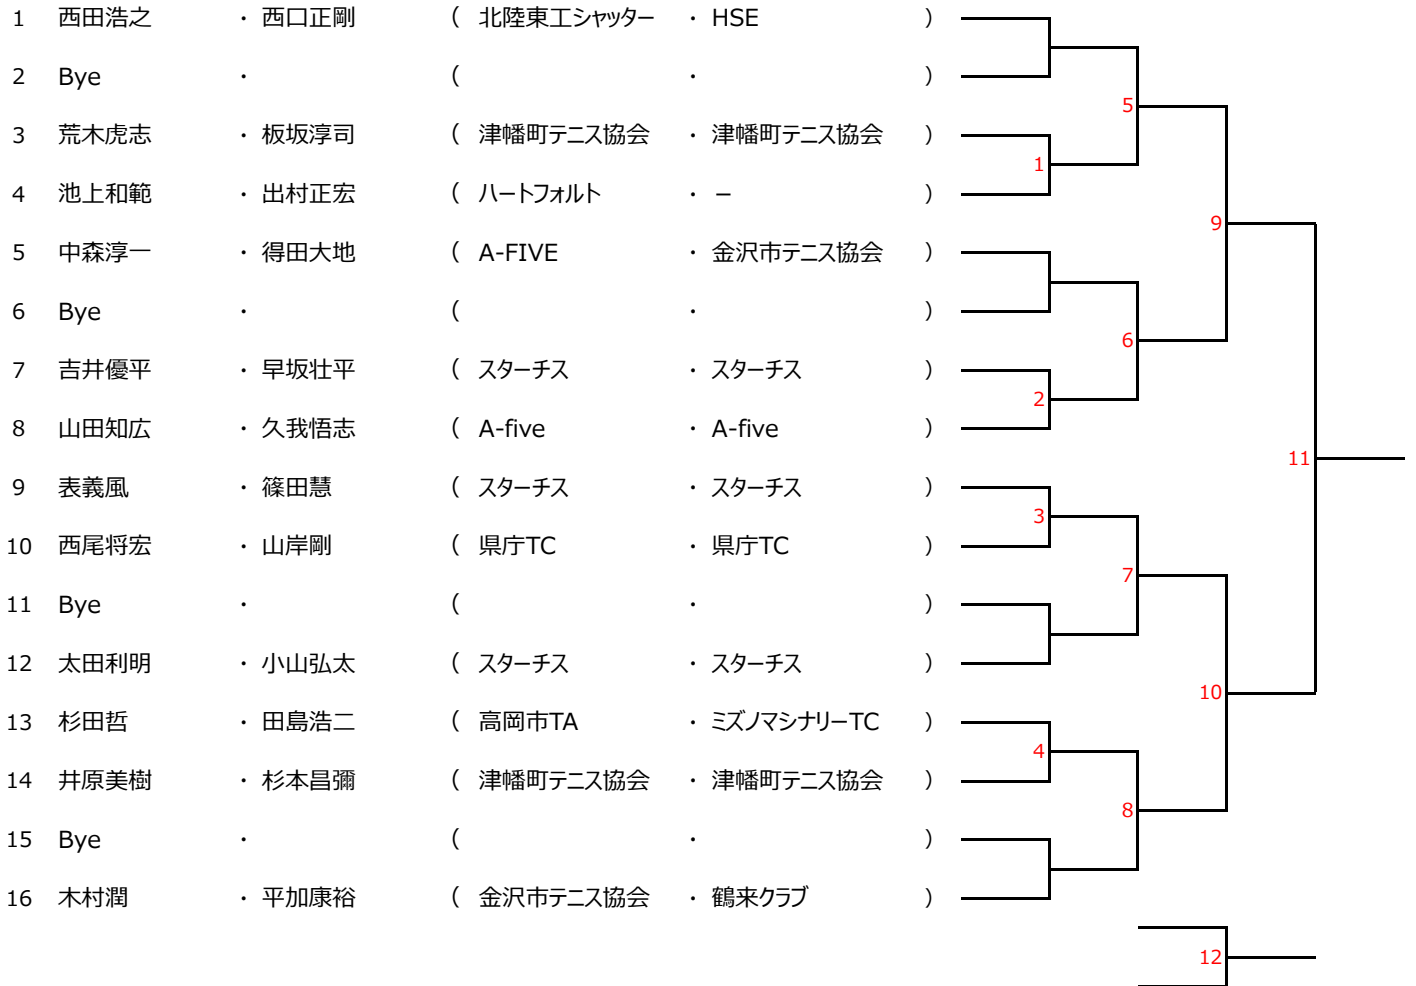 1 西田浩之 ・ 西口正剛 ( 北陸東工シャッター ・ HSE )
2 Bye ・ ( ・ )
5
3 荒木虎志 ・ 板坂淳司 ( 津幡町テニス協会 ・ 津幡町テニス協会 )
1
4 池上和範 ・ 出村正宏 ( ハートフォルト ・ － )
9
5 中森淳一 ・ 得田大地 ( A-FIVE ・ 金沢市テニス協会 )
6 Bye ・ ( ・ )
6
7 吉井優平 ・ 早坂壮平 ( スターチス ・ スターチス )
2
8 山田知広 ・ 久我悟志 ( A-five ・ A-five )
11
9 表義風 ・ 篠田慧 ( スターチス ・ スターチス )
3
10 西尾将宏 ・ 山岸剛 ( 県庁TC ・ 県庁TC )
7
11 Bye ・ ( ・ )
12 太田利明 ・ 小山弘太 ( スターチス ・ スターチス )
10
13 杉田哲 ・ 田島浩二 ( 高岡市TA ・ ミズノマシナリーTC )
4
14 井原美樹 ・ 杉本昌彌 ( 津幡町テニス協会 ・ 津幡町テニス協会 )
8
15 Bye ・ ( ・ )
16 木村潤 ・ 平加康裕 ( 金沢市テニス協会 ・ 鶴来クラブ )
12